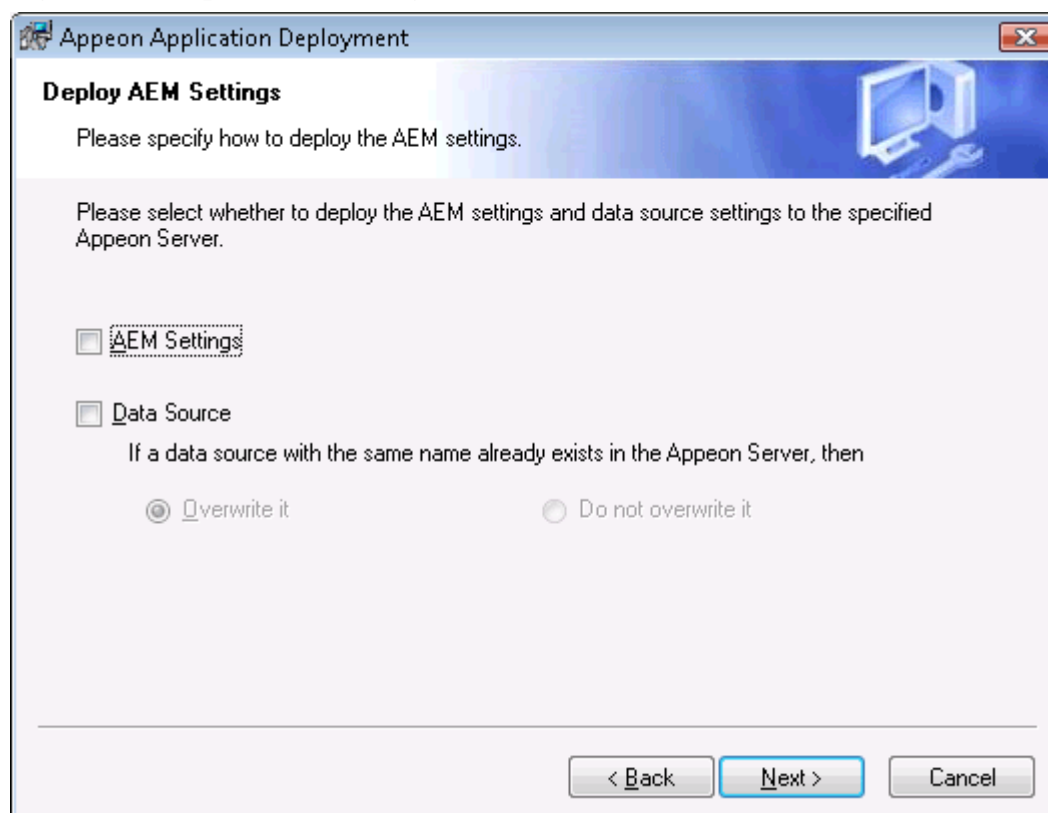 Appeon Application Deployment
Deploy AEM Settings
Please specify how to deploy the AEM settings.
Please select whether to deploy the AEM settings and data source settings to the specified
Appeon Server.
AEM Settings
Data Source
If a data source with the same name already exists in the Appeon Server, then
Overwrite it Do not overwrite it
< Back Next > Cancel